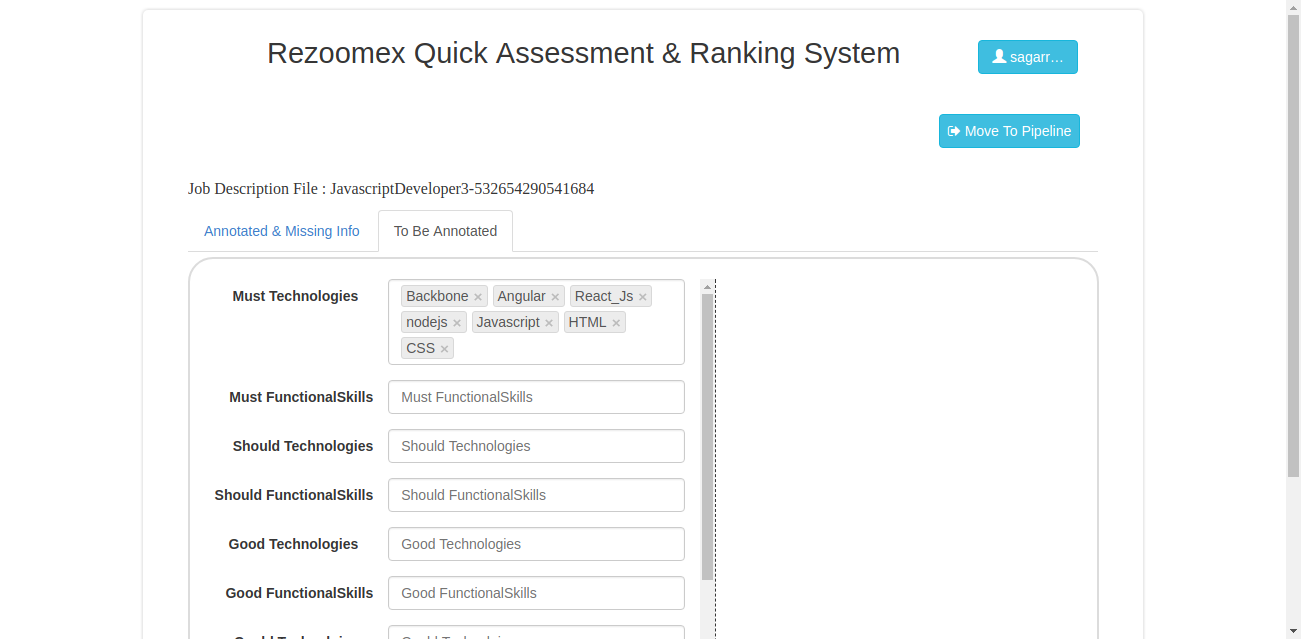 Rezoomex Quick Assessment & Ranking System
sagarr…
Move To Pipeline
Job Description File : JavascriptDeveloper3-532654290541684
Annotated & Missing Info
To Be Annotated
Must Technologies
Backbone × Angular × React_Js ×
nodejs × Javascript × HTML ×
CSS ×
Must FunctionalSkills
Must FunctionalSkills
Should Technologies
Should Technologies
Should FunctionalSkills
Should FunctionalSkills
Good Technologies
Good Technologies
Good FunctionalSkills
Good FunctionalSkills